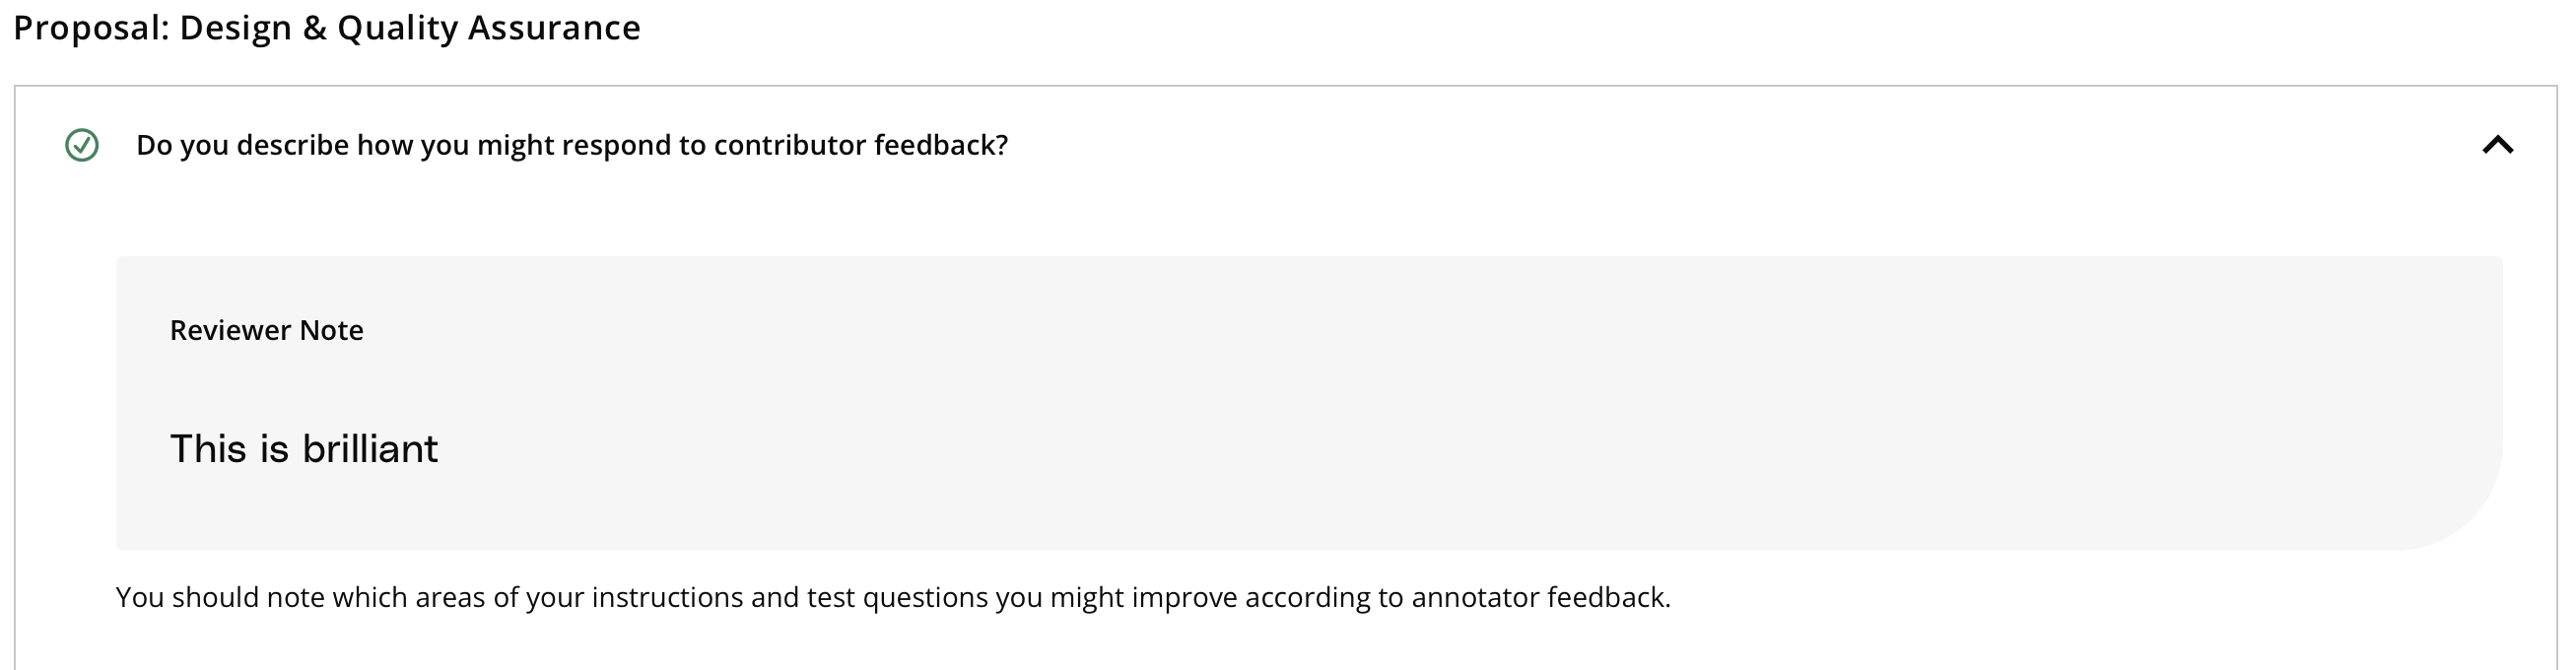 Proposal: Design & Quality Assurance
Do you describe how you might respond to contributor feedback?
Reviewer Note
This is brilliant
You should note which areas of your instructions and test questions you might improve according to annotator feedback.